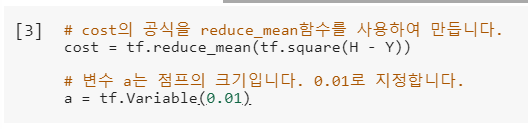 [3] # cost의 공식을 reduce_mean함수를 사용하여 만듭니다.
cost = tf.reduce_mean(tf.square(H - Y))
# 변수 a는 점프의 크기입니다. 0.01로 지정합니다.
a = tf.Variable(0.01)